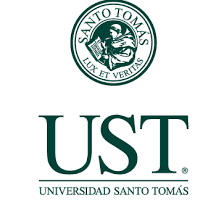 SANTO TOMÁS
LUX ET VERITAS
UST®
UNIVERSIDAD SANTO TOMÁS